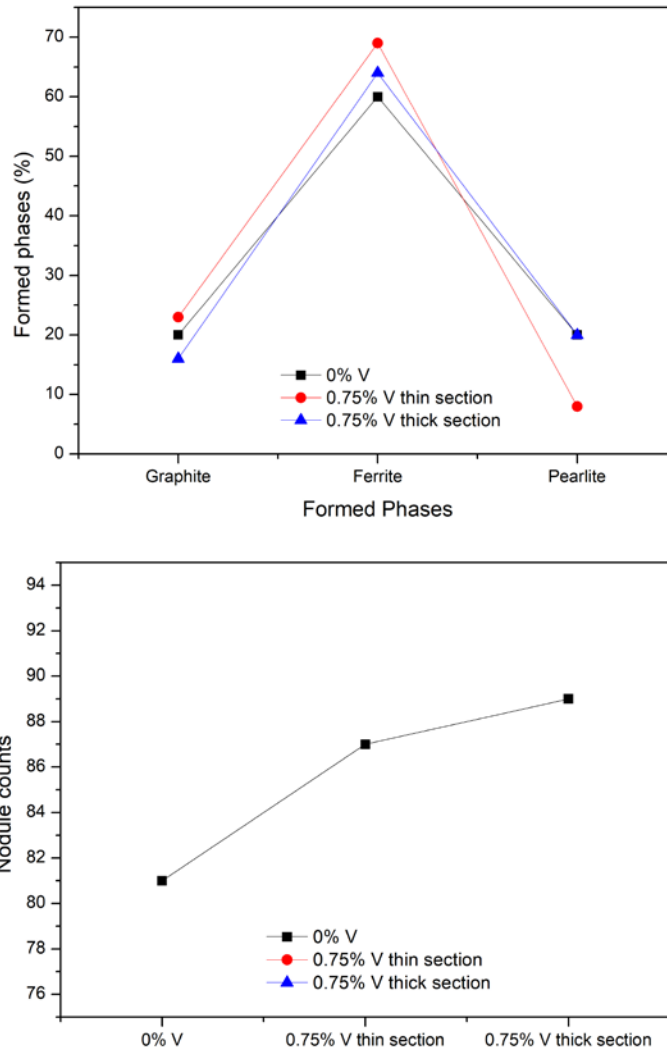 Formed phases (%)
70
60
50
40
30
20
10
0
0% V
0.75% V thin section
0.75% V thick section
Graphite Ferrite Pearlite
Formed Phases
Nodule counts
94
92
90
88
86
84
82
80
78
76
0% V
0.75% V thin section
0.75% V thick section
0% V 0.75% V thin section 0.75% V thick section